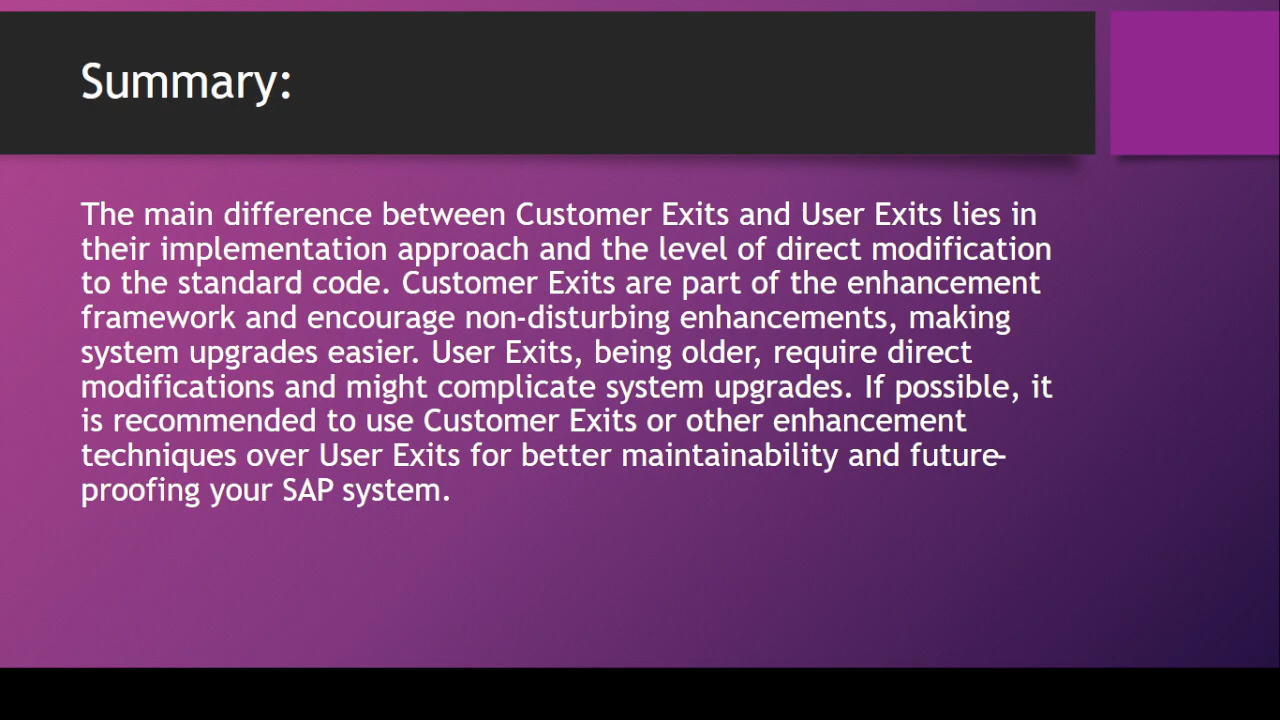 Summary:
The main difference between Customer Exits and User Exits lies in
their implementation approach and the level of direct modification
to the standard code. Customer Exits are part of the enhancement
framework and encourage non-disturbing enhancements, making
system upgrades easier. User Exits, being older, require direct
modifications and might complicate system upgrades. If possible, it
is recommended to use Customer Exits or other enhancement
techniques over User Exits for better maintainability and future-
proofing your SAP system.